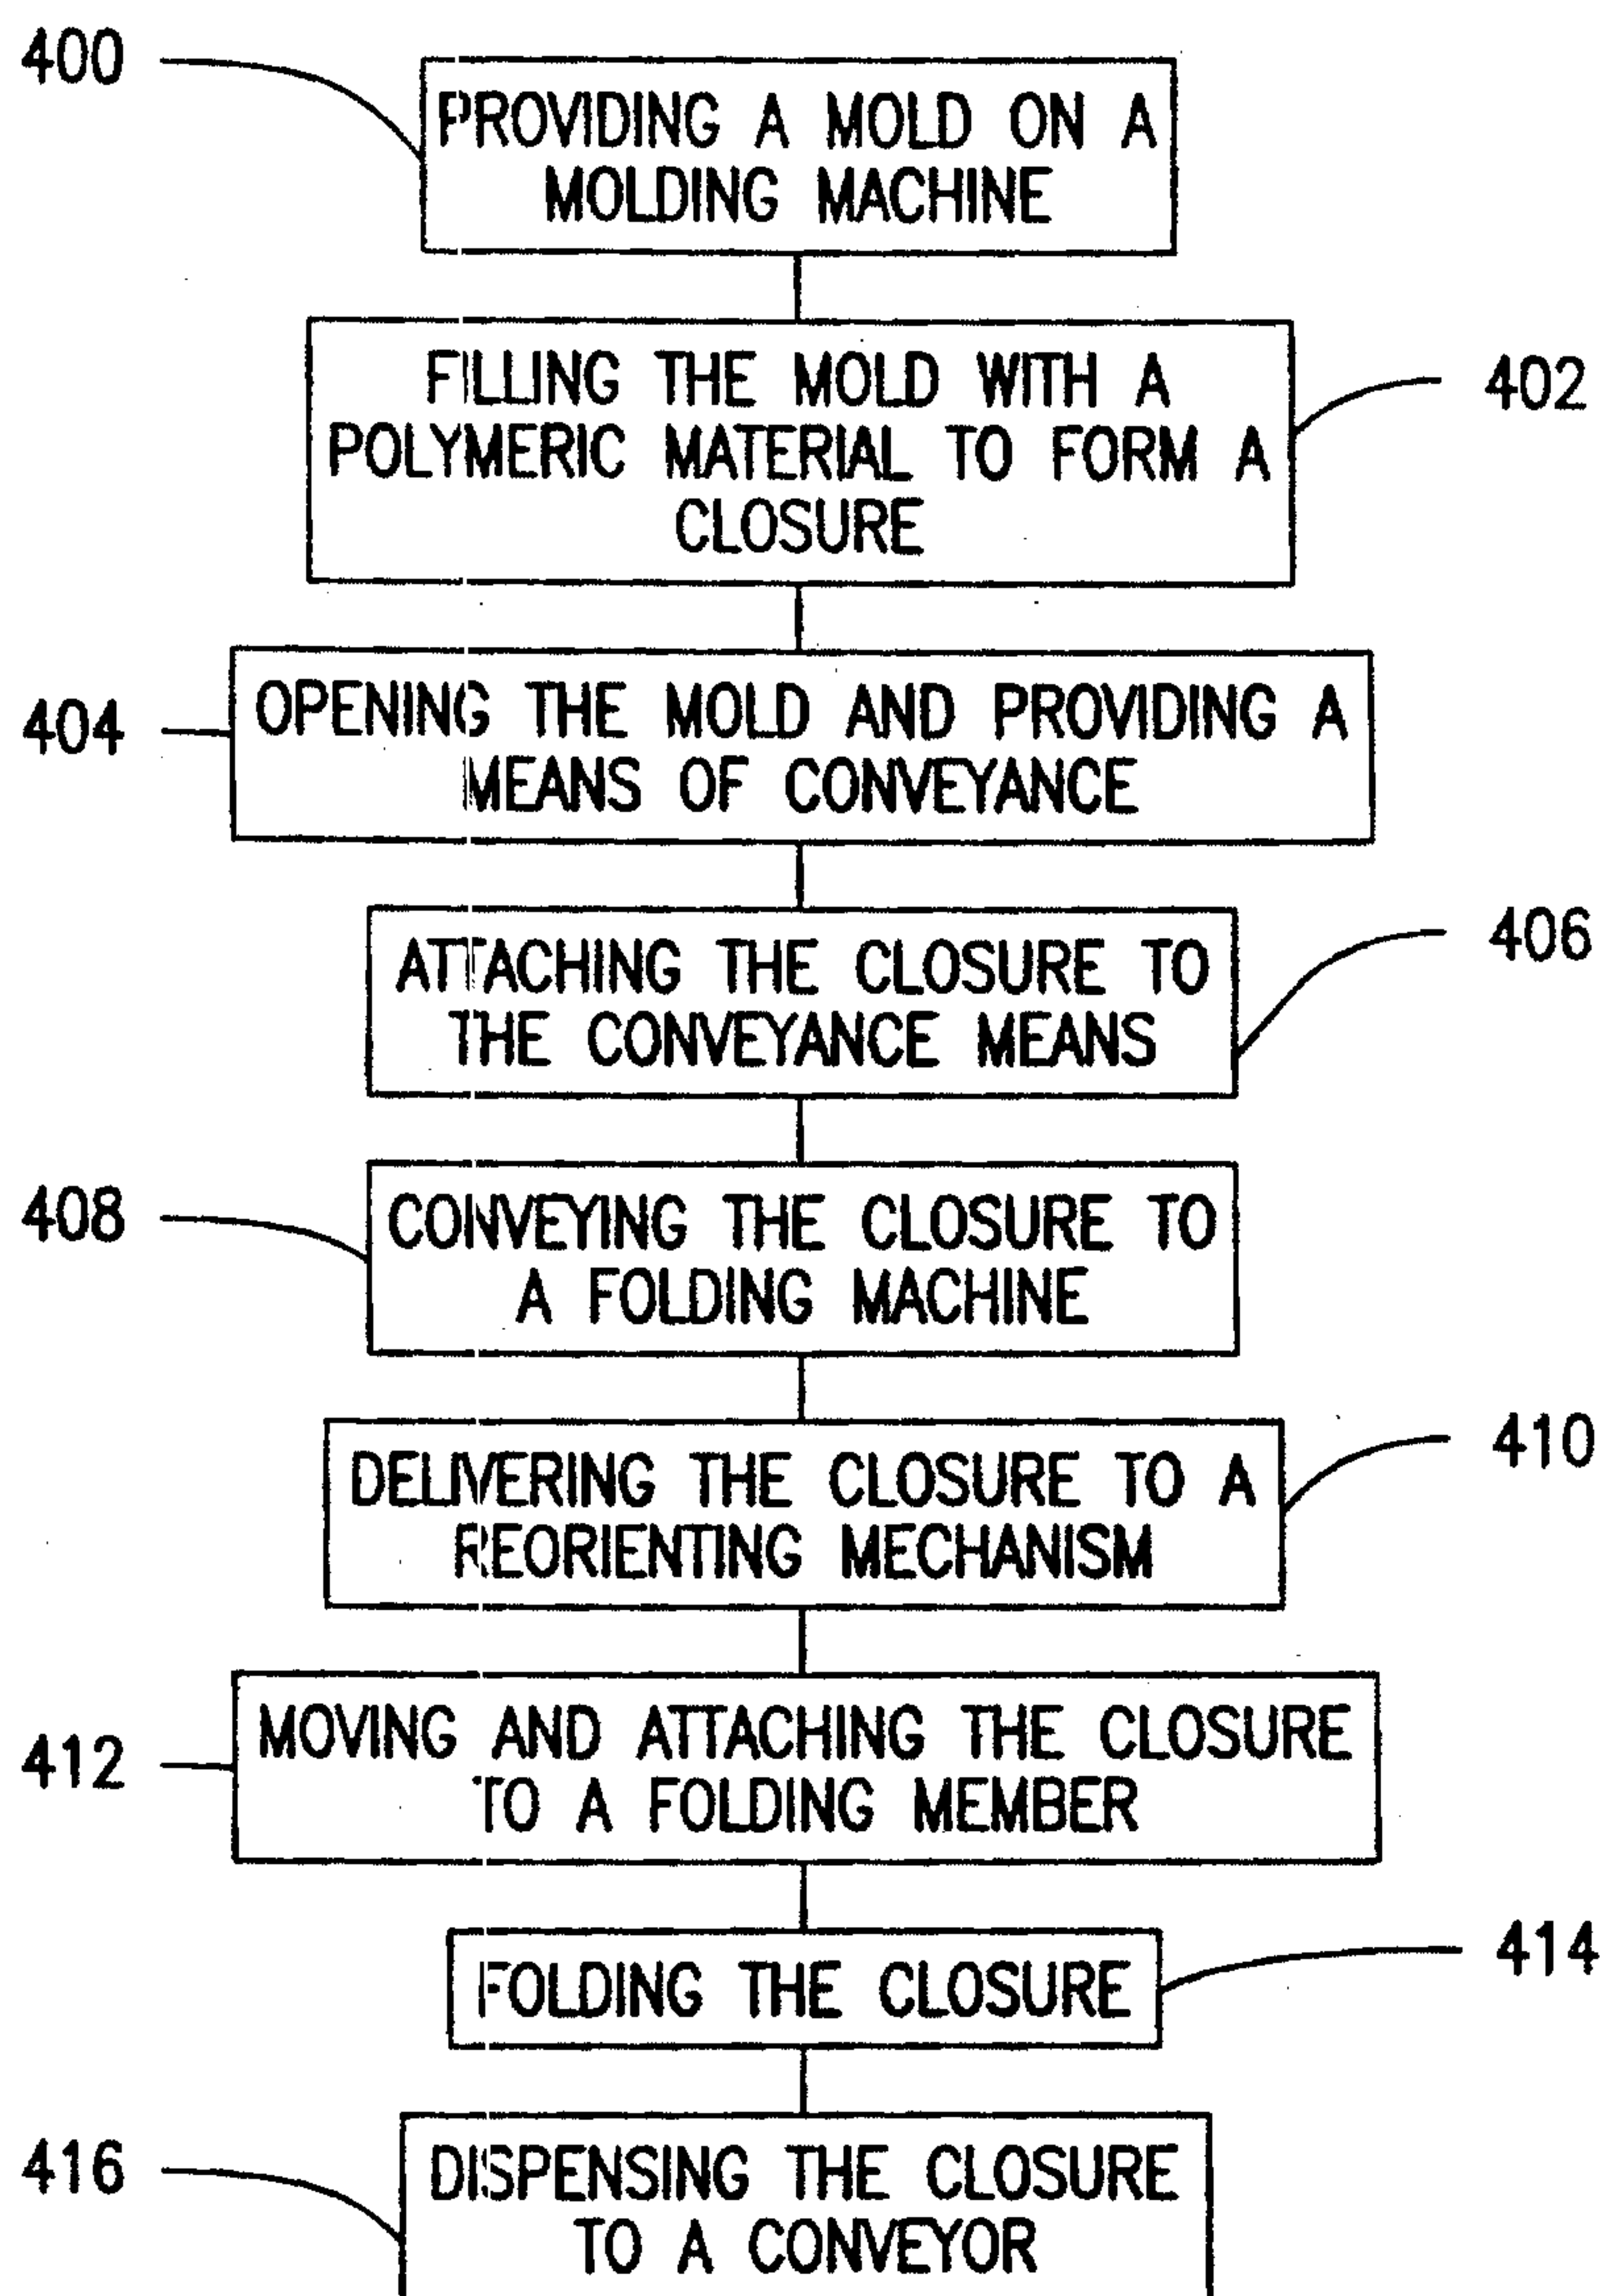 400
PROVIDING A MOLD ON A
MOLDING MACHINE
FILLING THE MOLD WITH A
POLYMERIC MATERIAL TO FORM A
CLOSURE
402
404
OPENING THE MOLD AND PROVIDING A
MEANS OF CONVEYANCE
ATTACHING THE CLOSURE TO
THE CONVEYANCE MEANS
406
408
CONVEYING THE CLOSURE TO
A FOLDING MACHINE
DELIVERING THE CLOSURE TO A
REORIENTING MECHANISM
410
412
MOVING AND ATTACHING THE CLOSURE
TO A FOLDING MEMBER
FOLDING THE CLOSURE
414
416
DISPENSING THE CLOSURE
TO A CONVEYOR